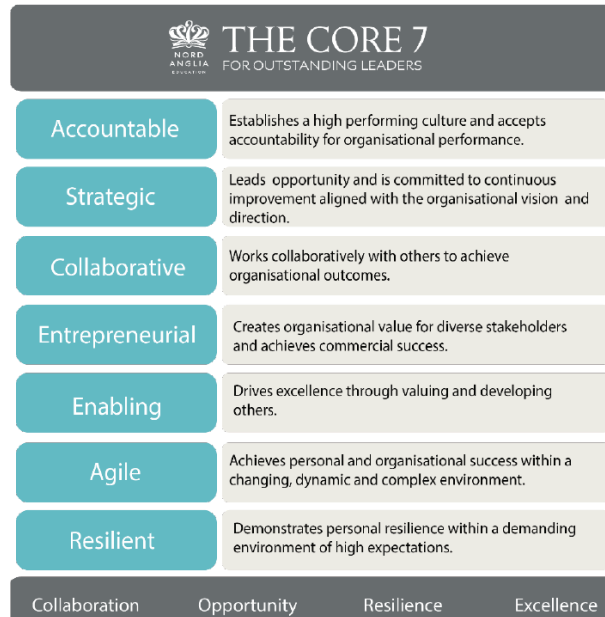 NORD
ANGLIA
EDUCATION
THE CORE 7
FOR OUTSTANDING LEADERS
Accountable
Establishes a high performing culture and accepts
accountability for organisational performance.
Strategic
Leads opportunity and is committed to continuous
improvement aligned with the organisational vision and
direction.
Collaborative
Works collaboratively with others to achieve
organisational outcomes.
Entrepreneurial
Creates organisational value for diverse stakeholders
and achieves commercial success.
Enabling
Drives excellence through valuing and developing
others.
Agile
Achieves personal and organisational success within a
changing, dynamic and complex environment.
Resilient
Demonstrates personal resilience within a demanding
environment of high expectations.
Collaboration Opportunity Resilience Excellence